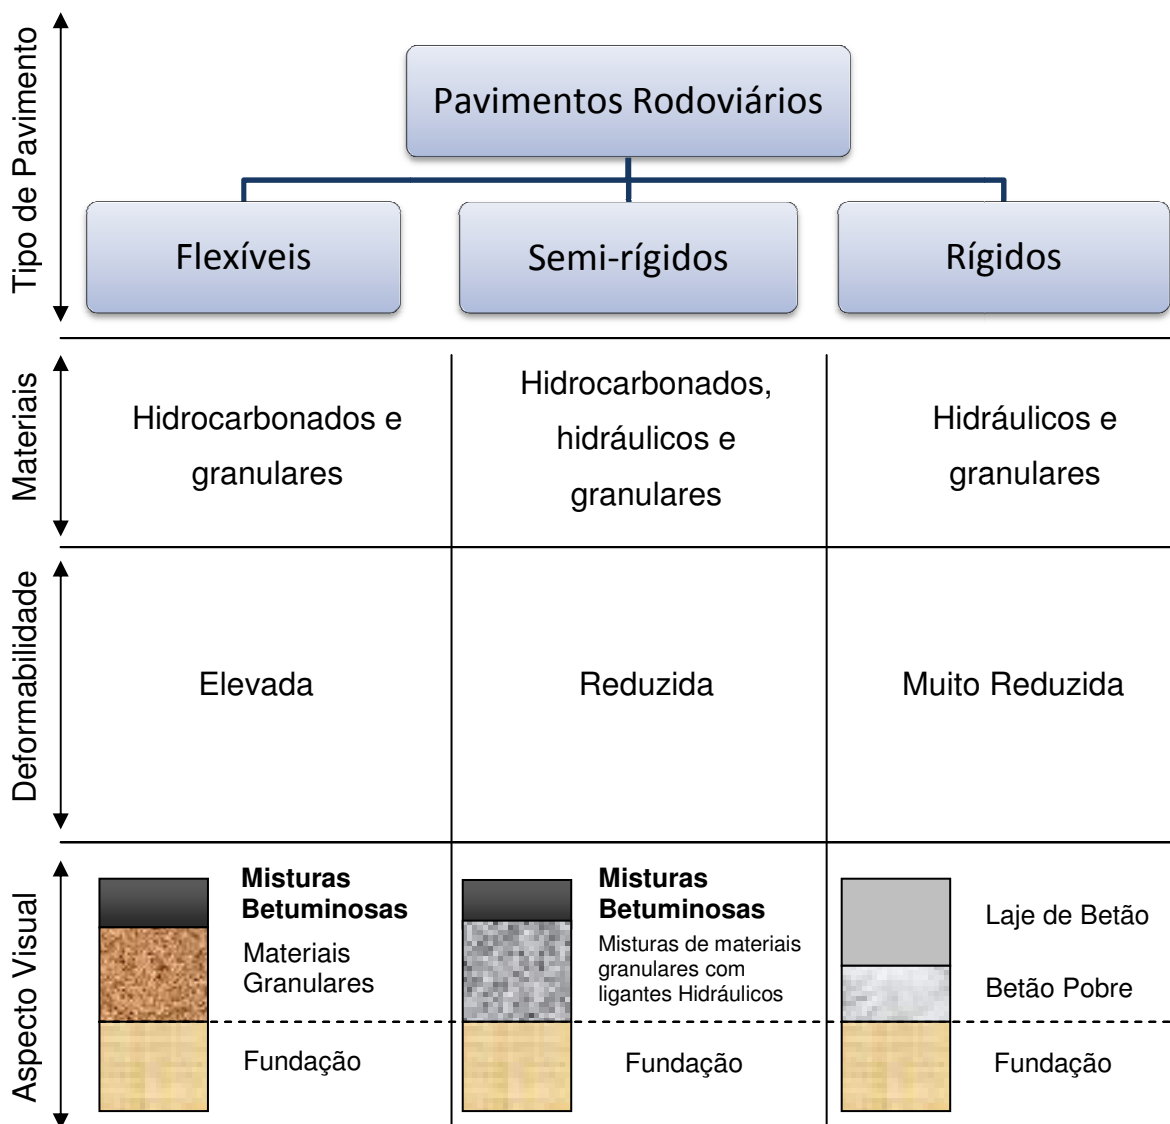 Tipo de Pavimento
Pavimentos Rodoviários
Flexíveis
Semi-rígidos
Rígidos
Materiais
Hidrocarbonados e
granulares
Hidrocarbonados,
hidráulicos e
granulares
Hidráulicos e
granulares
Deformabilidade
Elevada
Reduzida
Muito Reduzida
Aspecto Visual
Misturas
Betuminosas
Materiais
Granulares
Fundação
Misturas
Betuminosas
Misturas de materiais
granulares com
ligantes Hidráulicos
Fundação
Laje de Betão
Betão Pobre
Fundação